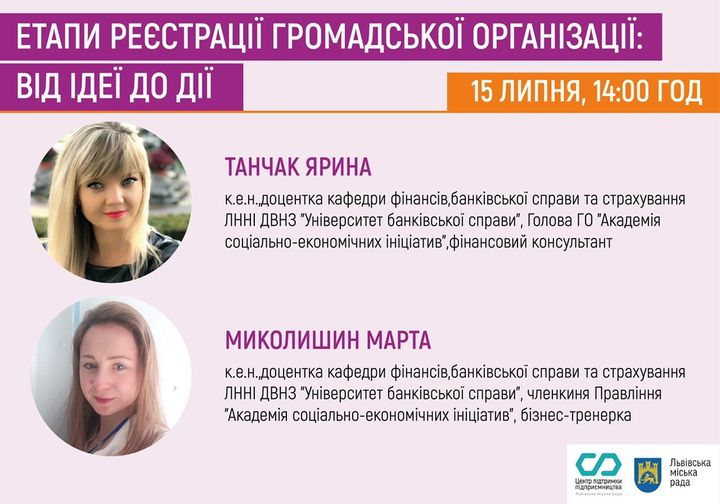 ЕТАПИ РЕЄСТРАЦІЇ ГРОМАДСЬКОЇ ОРГАНІЗАЦІЇ:
ВІД ІДЕЇ ДО ДІЇ
15 ЛИПНЯ, 14:00 ГОД
ТАНЧАК ЯРИНА
к.е.н.,доцентка кафедри фінансів,банківської справи та страхування
ЛННІ ДВНЗ "Університет банківської справи", Голова ГО "Академія
соціально-економічних ініціатив",фінансовий консультант
МИКОЛИШИН МАРТА
к.е.н.,доцентка кафедри фінансів,банківської справи та страхування
ЛННІ ДВНЗ "Університет банківської справи", членкиня Правління
"Академія соціально-економічних ініціатив", бізнес-тренерка
Центр підтримки
підприємництва
Львівська міська рада
Львівська
міська
рада